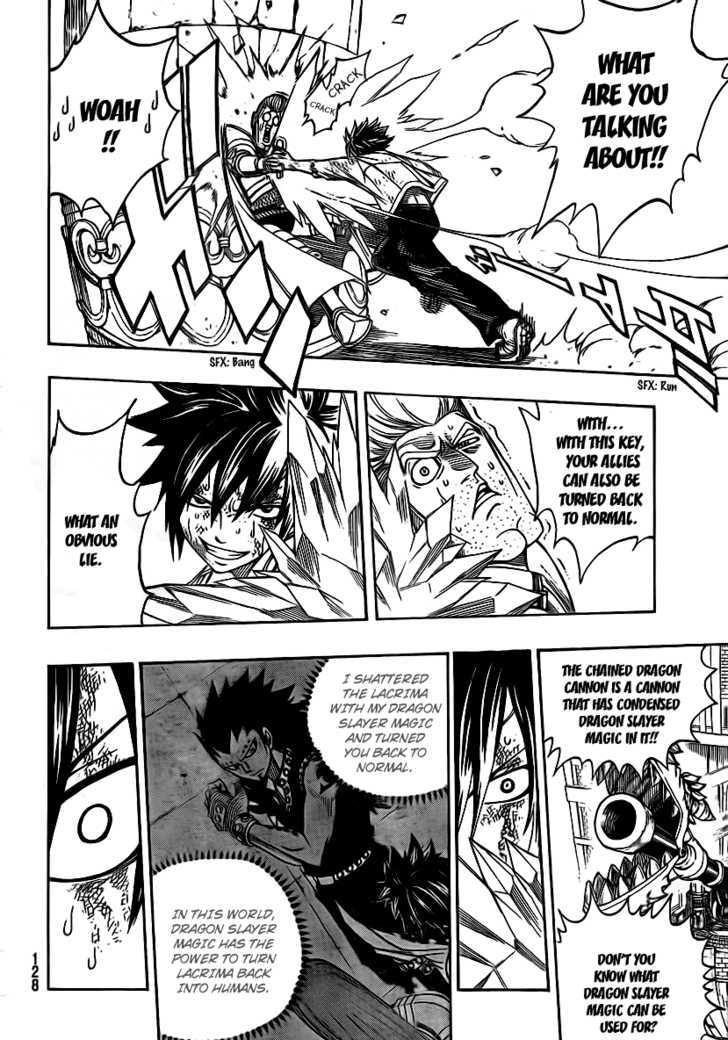 WHAT
ARE YOU
TALKING
ABOUT!!
CRACK
CRACK
WOAH
!!
ダッ
SFX: Run
SFX: Bang
WITH...
WITH THIS KEY,
YOUR ALLIES
CAN ALSO
BE TURNED BACK
TO NORMAL.
WHAT AN
OBVIOUS
LIE.
THE CHAINED DRAGON
CANNON IS A CANNON
THAT HAS CONDENSED
DRAGON SLAYER
MAGIC IN IT!!
DON'T YOU
KNOW WHAT
DRAGON SLAYER
MAGIC CAN BE
USED FOR?
I SHATTERED
THE LACRIMA
WITH MY DRAGON
SLAYER MAGIC
AND TURNED
YOU BACK TO
NORMAL.
IN THIS WORLD,
DRAGON SLAYER
MAGIC HAS THE
POWER TO TURN
LACRIMA BACK
INTO HUMANS.
128